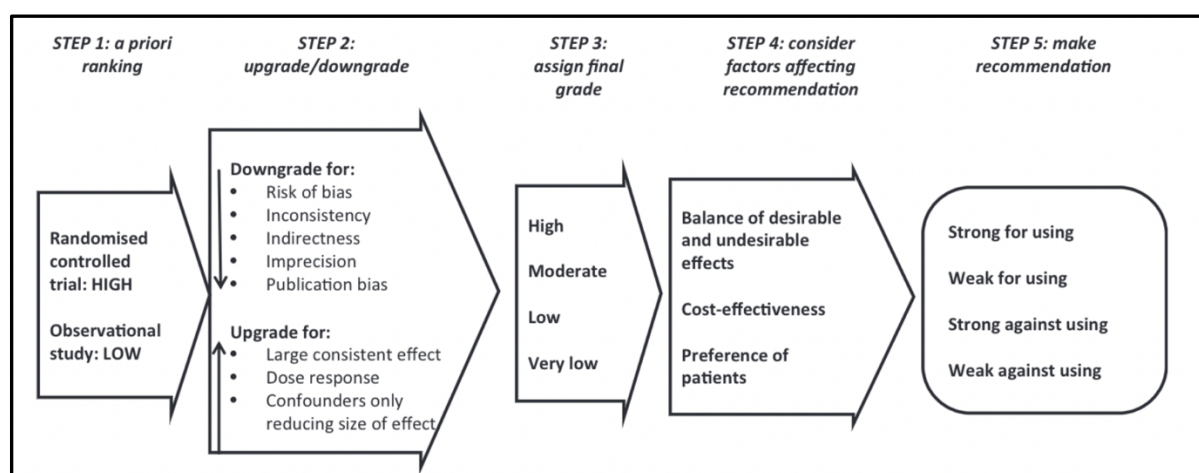 STEP 1: a priori
ranking
STEP 2:
upgrade/downgrade
STEP 3:
assign final
grade
STEP 4: consider
factors affecting
recommendation
STEP 5: make
recommendation
Randomised
controlled
trial: HIGH
Observational
study: LOW
Downgrade for:
• Risk of bias
• Inconsistency
• Indirectness
• Imprecision
• Publication bias
Upgrade for:
• Large consistent effect
• Dose response
• Confounders only
reducing size of effect
High
Moderate
Low
Very low
Balance of desirable
and undesirable
effects
Cost-effectiveness
Preference of
patients
Strong for using
Weak for using
Strong against using
Weak against using